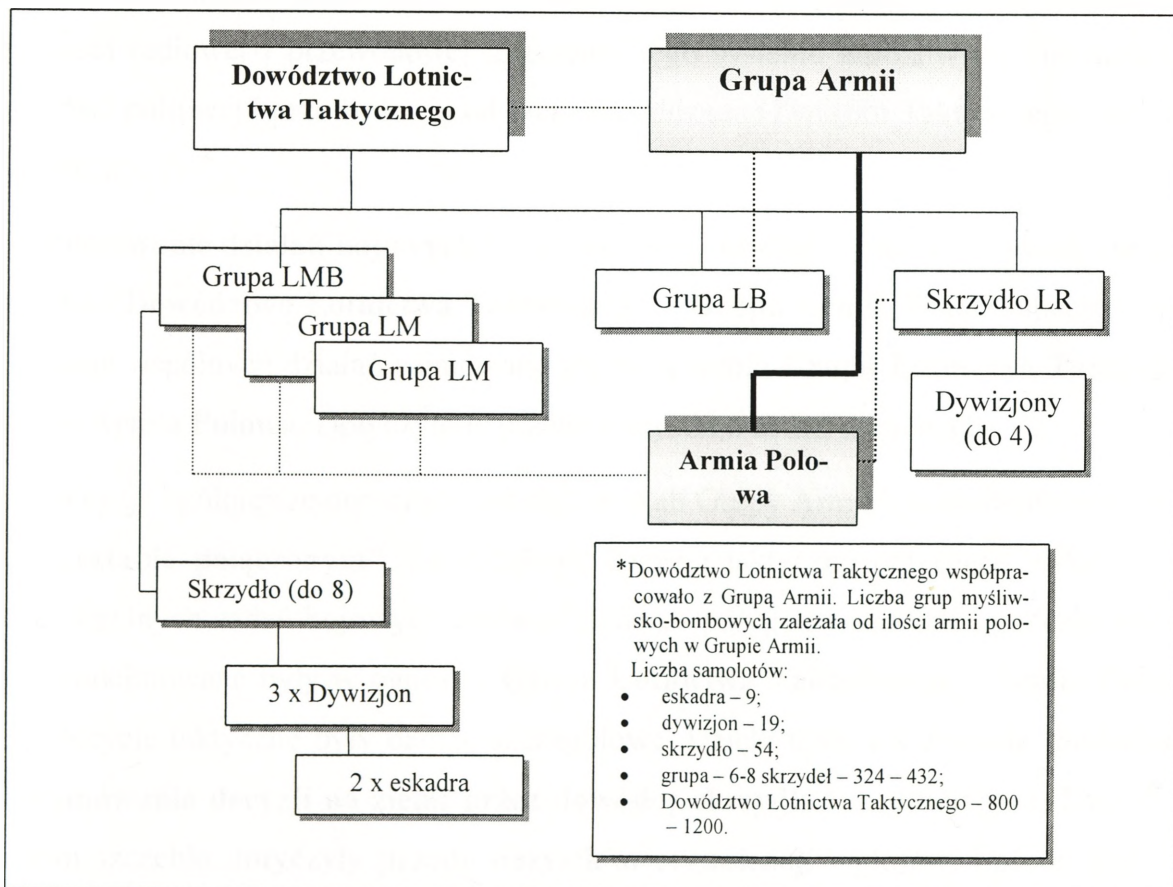 Dowództwo Lotnic-
twa Taktycznego
Grupa Armii
Grupa LMB
Grupa LM
Grupa LM
Grupa LB
Skrzydło LR
Dywizjony
(do 4)
Armia Polo-
wa
Skrzydło (do 8)
3 x Dywizjon
2 x eskadra
*Dowództwo Lotnictwa Taktycznego współpra-
cowało z Grupą Armii. Liczba grup myśliw-
sko-bombowych zależała od ilości armii polo-
wych w Grupie Armii.
Liczba samolotów:
• eskadra – 9;
• dywizjon – 19;
• skrzydło – 54;
• grupa – 6-8 skrzydeł – 324 – 432;
• Dowództwo Lotnictwa Taktycznego – 800
– 1200.